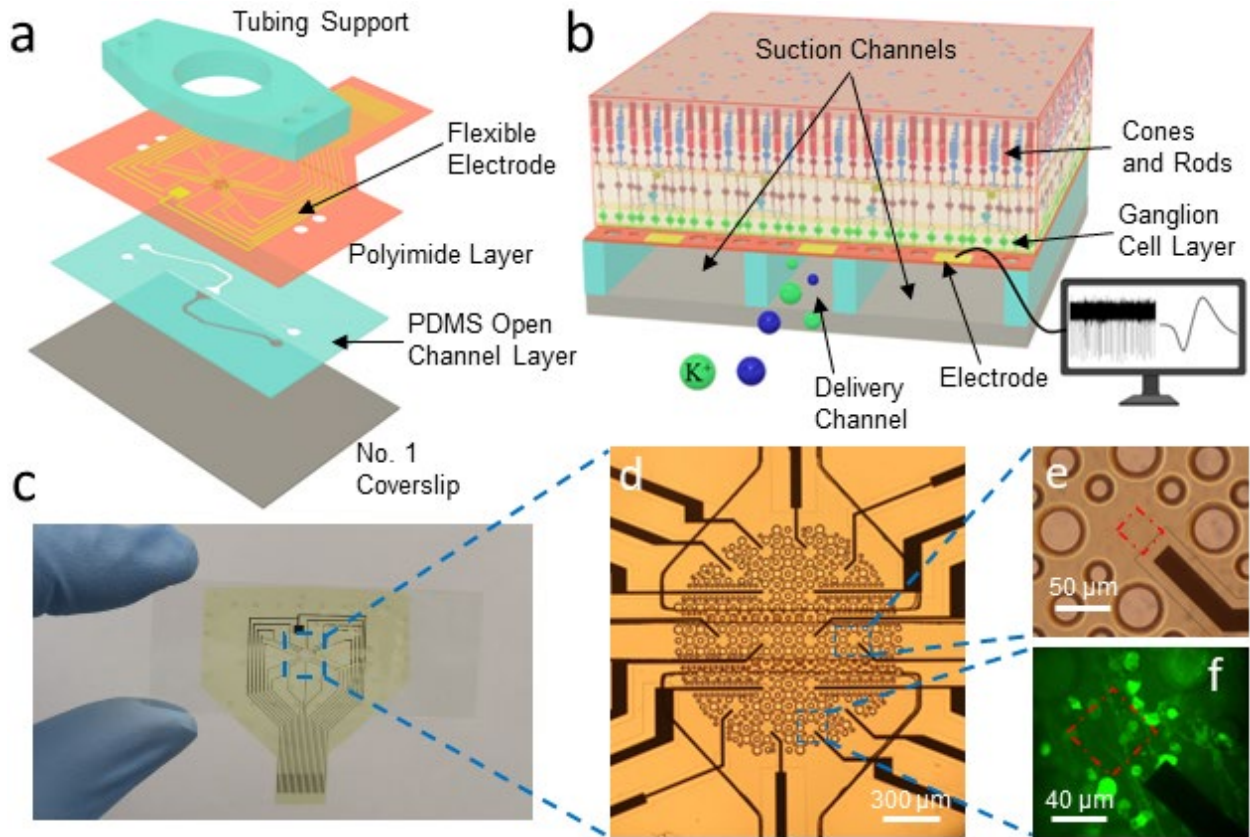 a
Tubing Support
Flexible
Electrode
Polyimide Layer
PDMS Open
Channel Layer
No. 1
Coverslip
b
Suction Channels
Cones
and Rods
Ganglion
Cell Layer
K⁺
Delivery
Channel
Electrode
c
d
300 µm
e
50 µm
f
40 µm